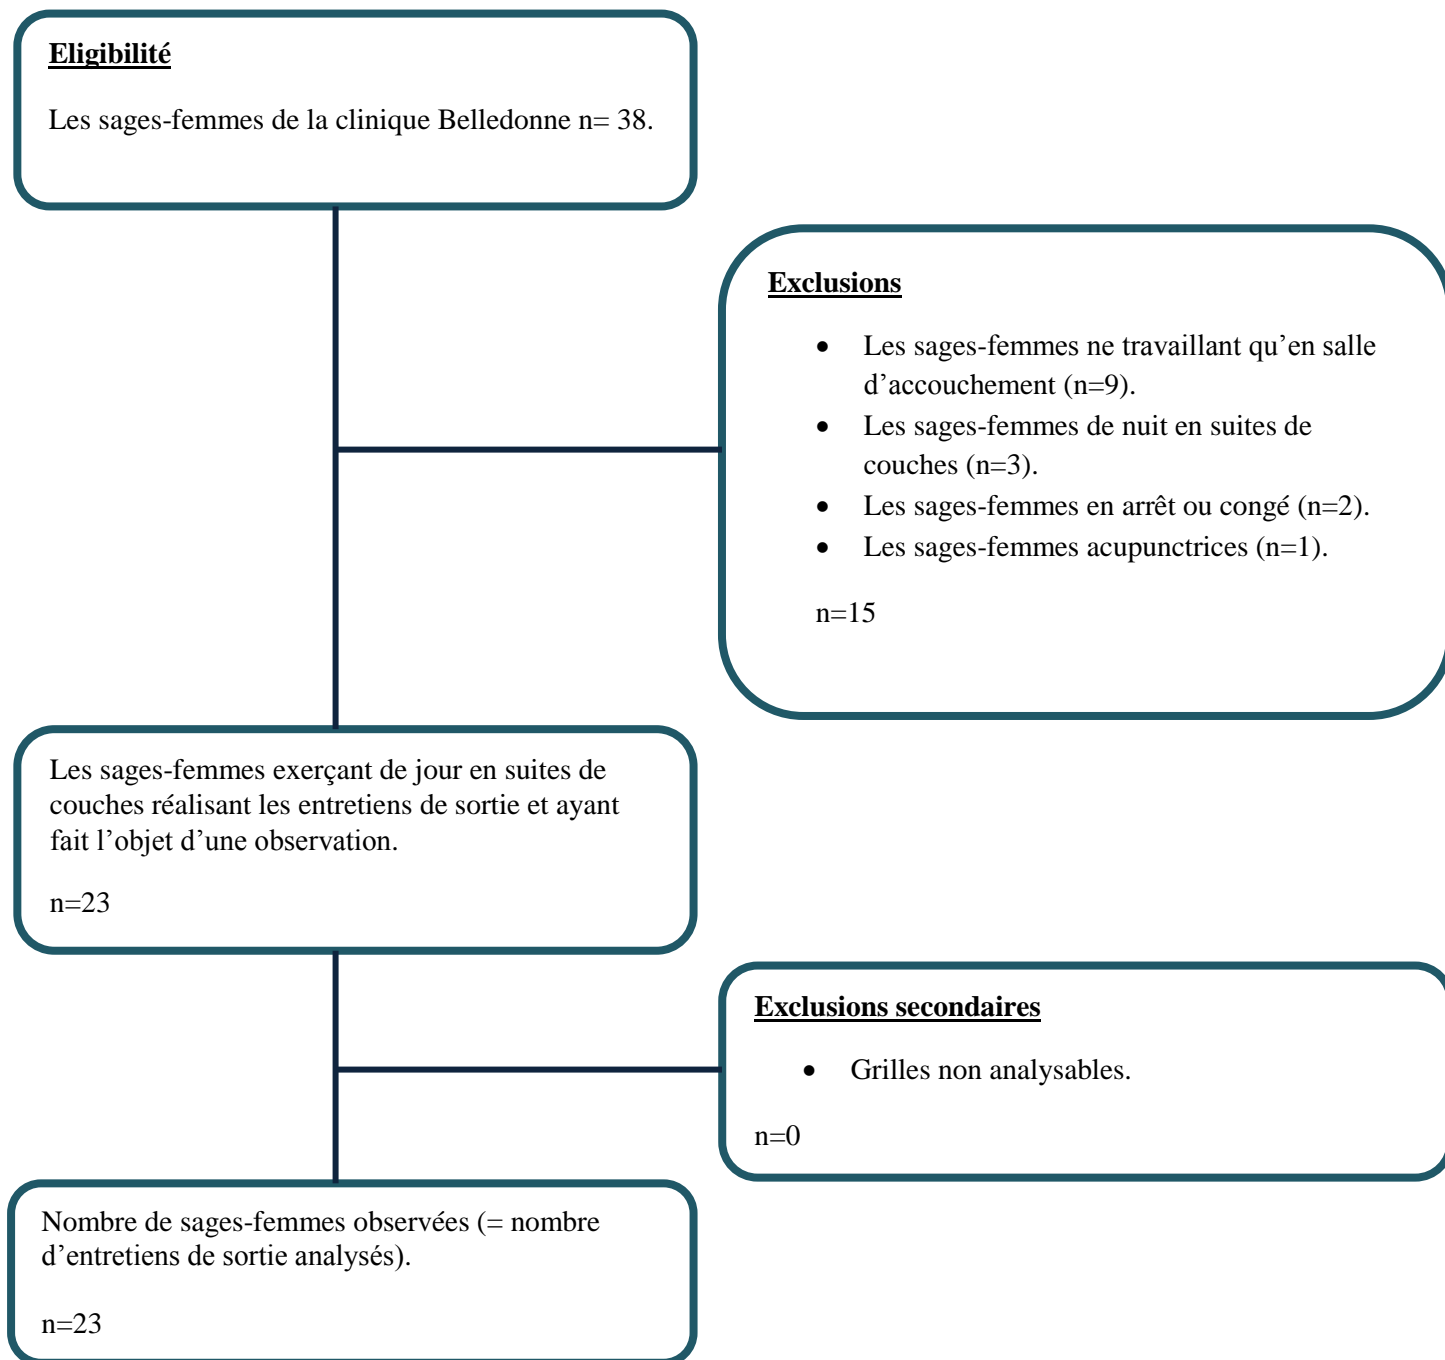 Eligibilité
Les sages-femmes de la clinique Belledonne n= 38.
Exclusions
• Les sages-femmes ne travaillant qu’en salle
d’accouchement (n=9).
• Les sages-femmes de nuit en suites de
couches (n=3).
• Les sages-femmes en arrêt ou congé (n=2).
• Les sages-femmes acupunctrices (n=1).
n=15
Les sages-femmes exerçant de jour en suites de
couches réalisant les entretiens de sortie et ayant
fait l’objet d’une observation.
n=23
Exclusions secondaires
• Grilles non analysables.
n=0
Nombre de sages-femmes observées (= nombre
d’entretiens de sortie analysés).
n=23